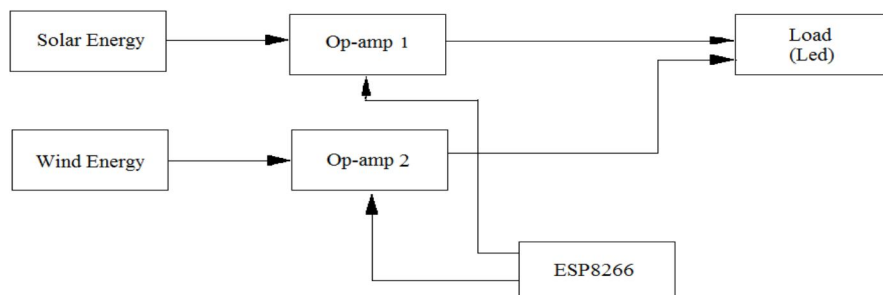 Solar Energy
Op-amp 1
Load
(Led)
Wind Energy
Op-amp 2
ESP8266